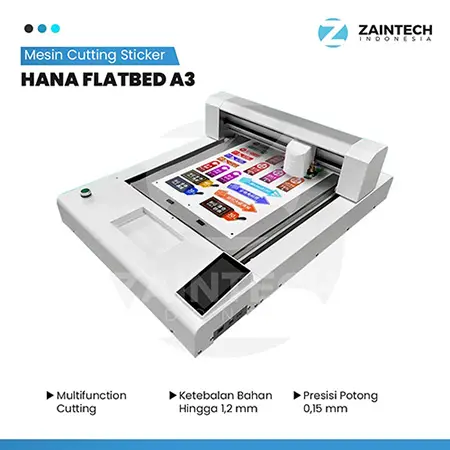 ZAINTECH
INDONESIA
Mesin Cutting Sticker
HANA FLATBED A3
ZAINTECH
Multifunction
Cutting
Ketebalan Bahan
Hingga 1,2 mm
Presisi Potong
0,15 mm